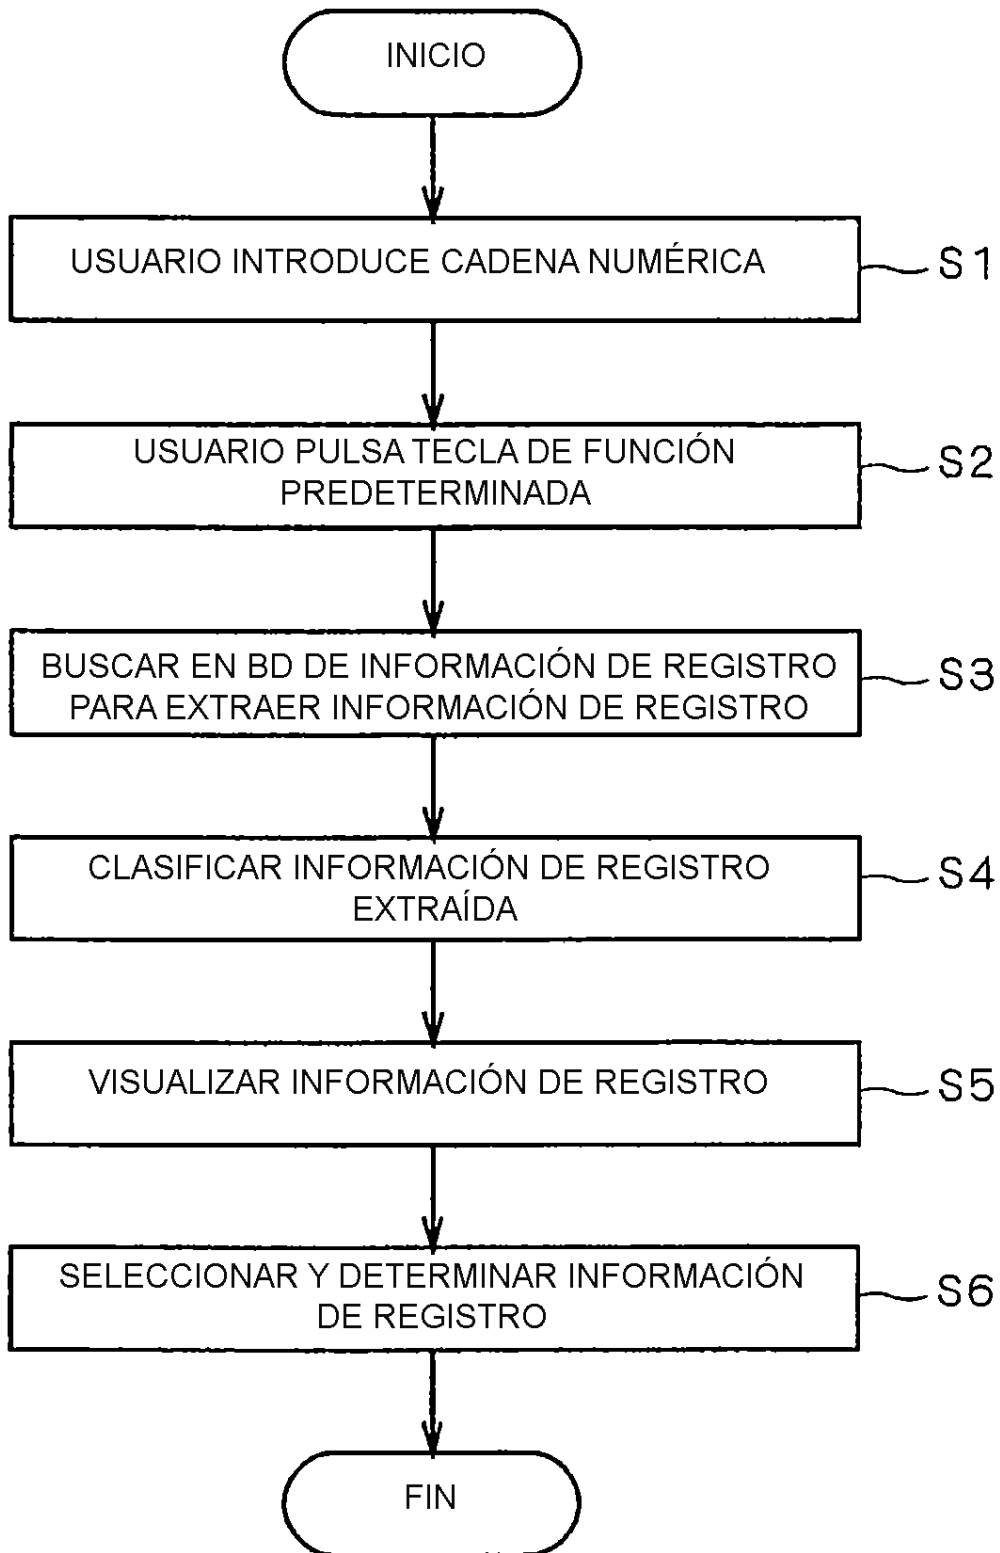 INICIO
USUARIO INTRODUCE CADENA NUMÉRICA
S1
USUARIO PULSA TECLA DE FUNCIÓN
PREDETERMINADA
S2
BUSCAR EN BD DE INFORMACIÓN DE REGISTRO
PARA EXTRAER INFORMACIÓN DE REGISTRO
S3
CLASIFICAR INFORMACIÓN DE REGISTRO
EXTRAÍDA
S4
VISUALIZAR INFORMACIÓN DE REGISTRO
S5
SELECCIONAR Y DETERMINAR INFORMACIÓN
DE REGISTRO
S6
FIN